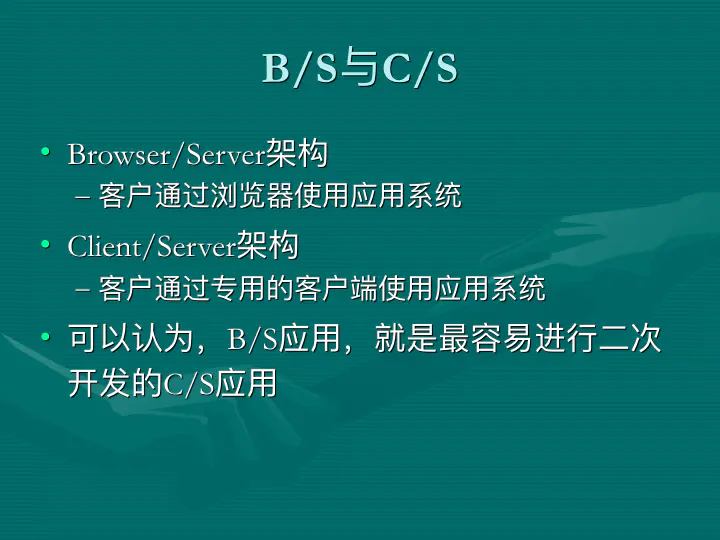 B/S与C/S
• Browser/Server架构
– 客户通过浏览器使用应用系统
• Client/Server架构
– 客户通过专用的客户端使用应用系统
• 可以认为，B/S应用，就是最容易进行二次
开发的C/S应用